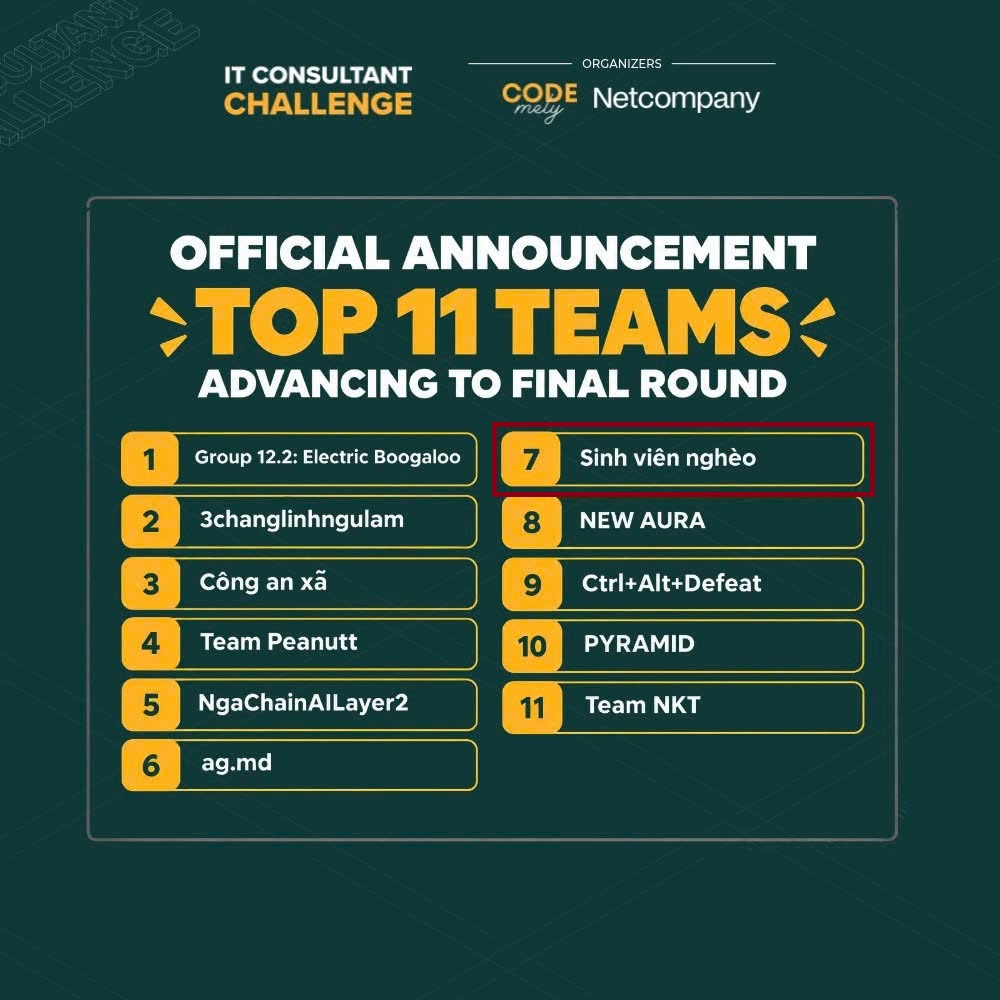 IT CONSULTANT
CHALLENGE
ORGANIZERS
CODE
mely
Netcompany
OFFICIAL ANNOUNCEMENT
TOP 11 TEAMS
ADVANCING TO FINAL ROUND
1 Group 12.2: Electric Boogaloo
2 3changlinhngulam
3 Công an xã
4 Team Peanutt
5 NgaChainAILayer2
6 ag.md
7 Sinh viên nghèo
8 NEW AURA
9 Ctrl+Alt+Defeat
10 PYRAMID
11 Team NKT